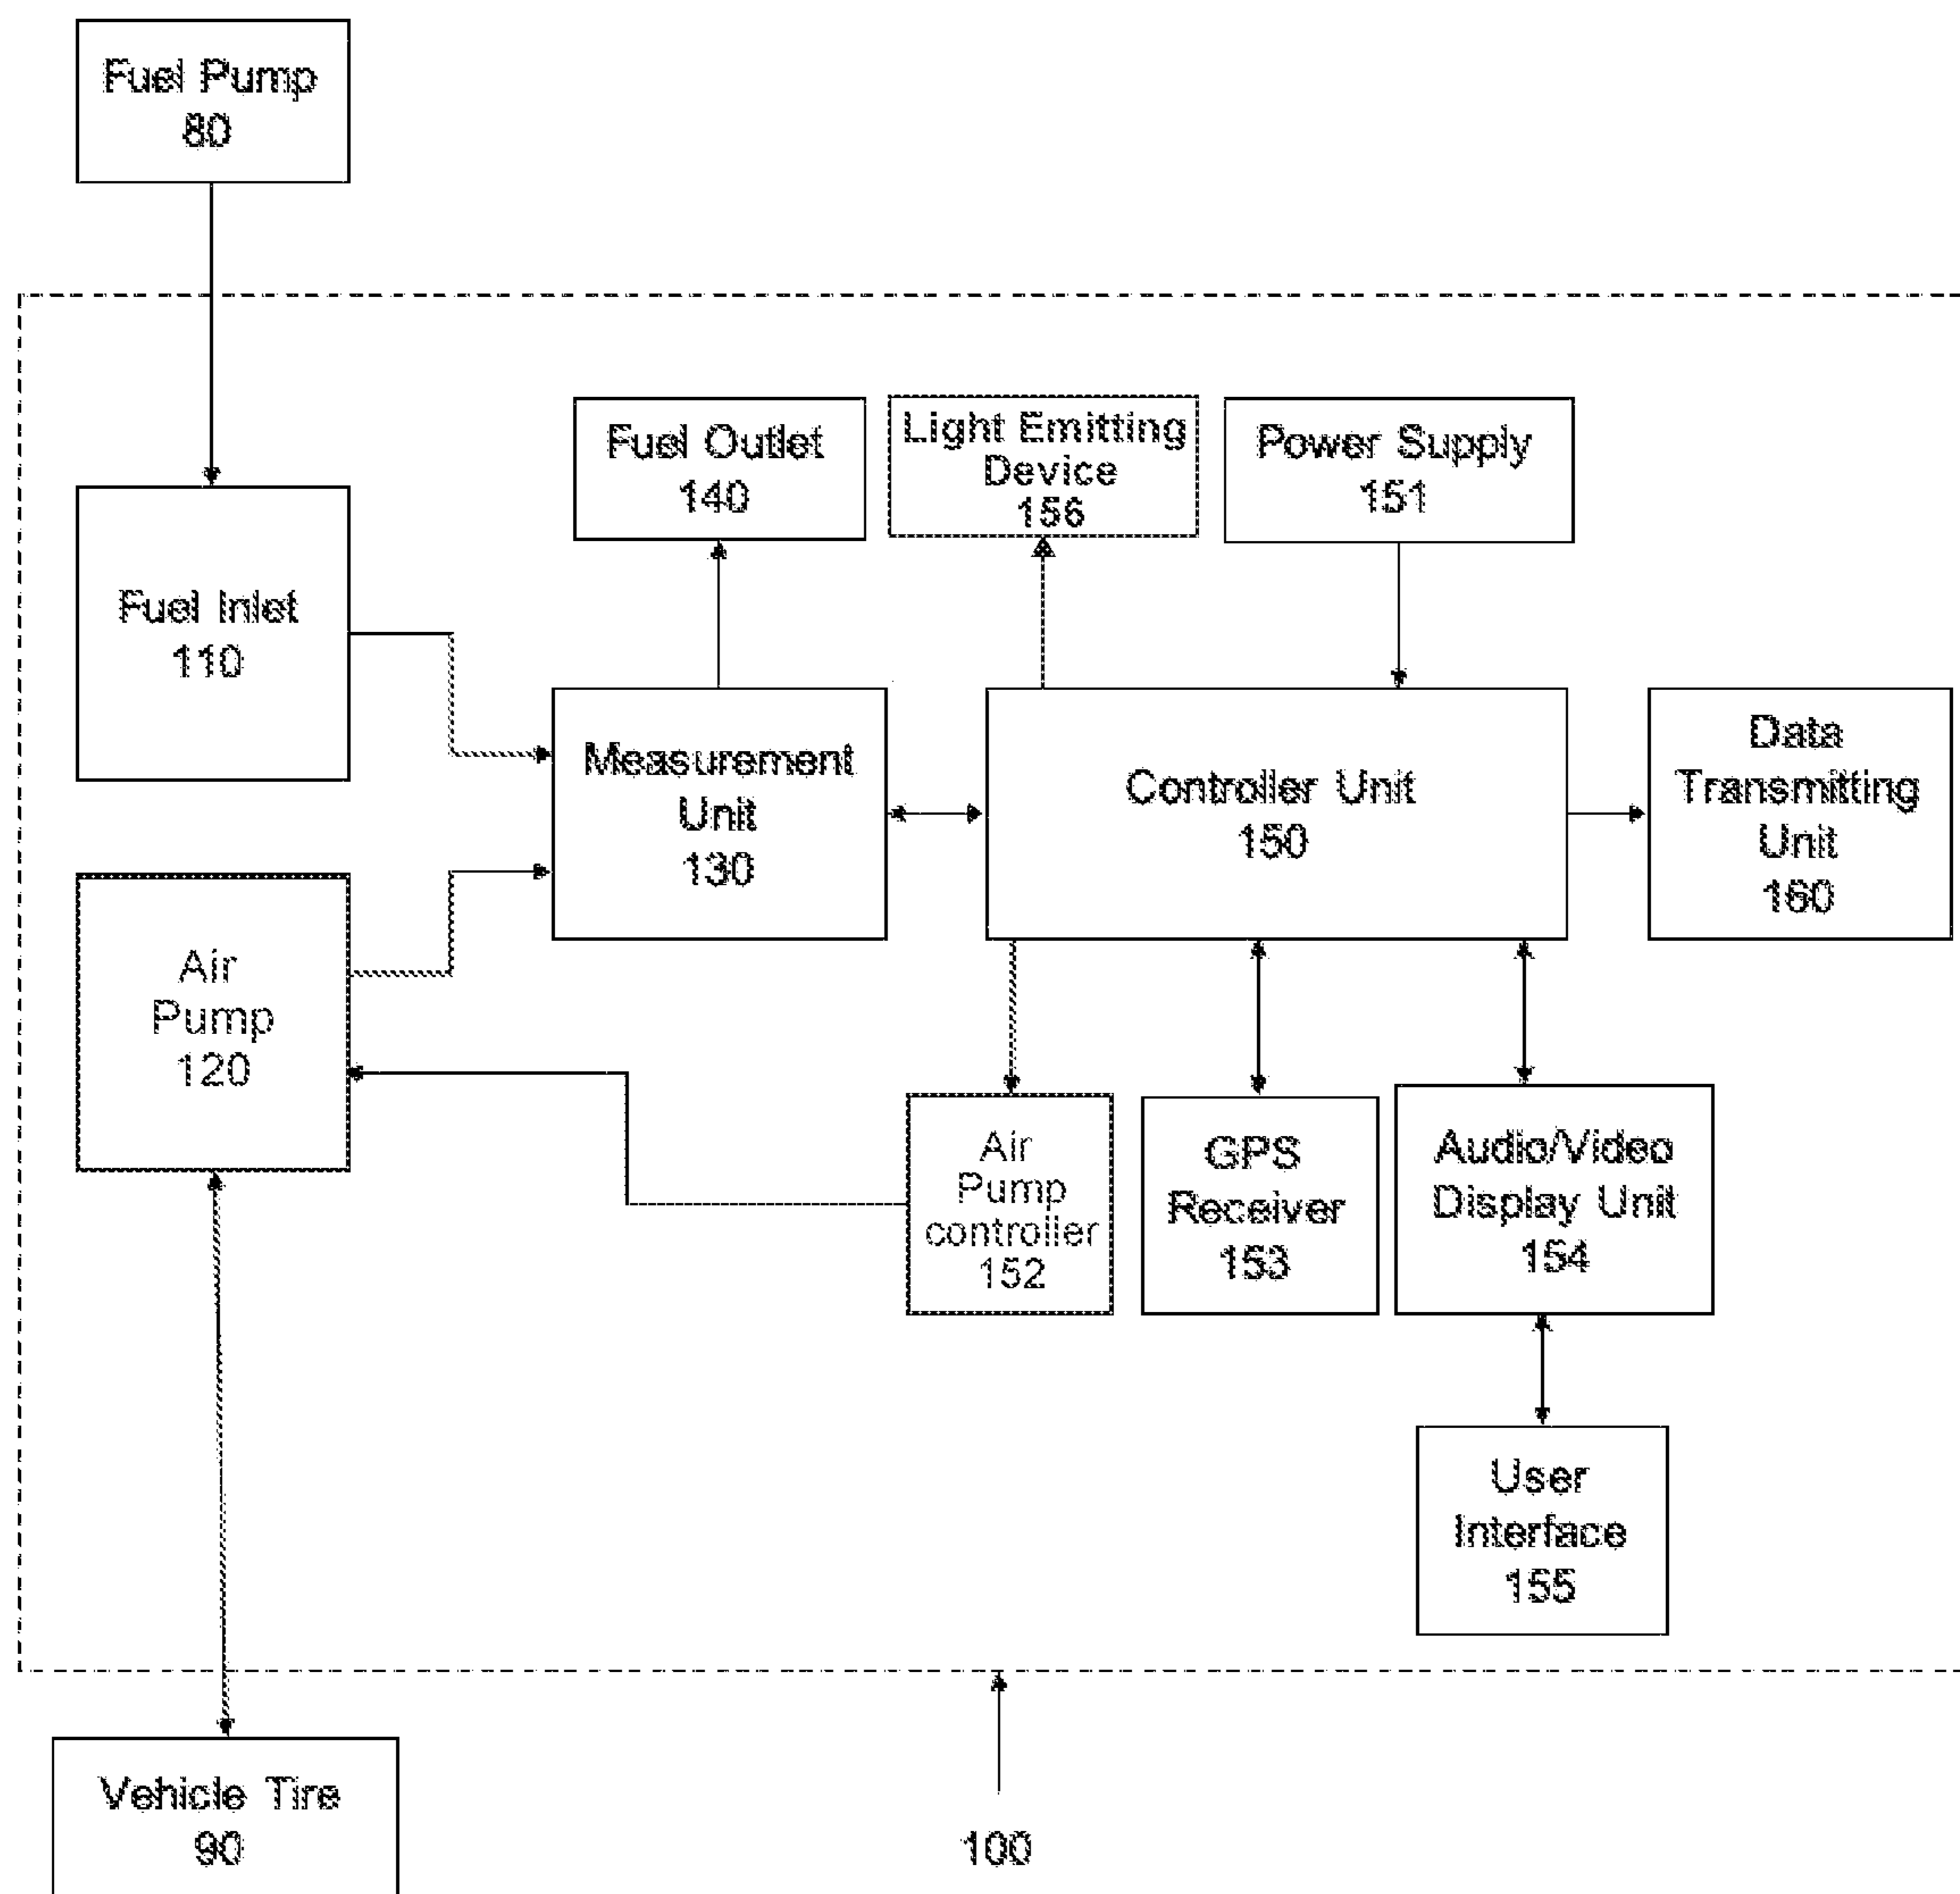 Fuel Pump
80
Fuel Outlet
140
Light Emitting
Device
156
Power Supply
151
Fuel Inlet
110
Measurement
Unit
130
Controller Unit
150
Data
Transmitting
Unit
160
Air
Pump
120
Air
Pump
controller
152
GPS
Receiver
153
Audio/Video
Display Unit
154
User
Interface
155
Vehicle Tire
90
100